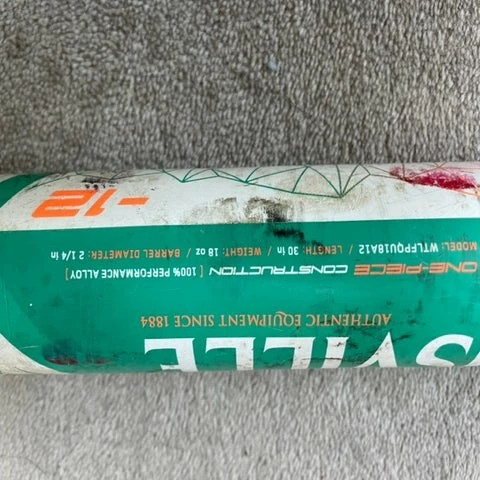 SVILLE
AUTHENTIC EQUIPMENT SINCE 1884
ONE-PIECE CONSTRUCTION [ 100% PERFORMANCE ALLOY]
MODEL: WTLFPQU18A12 / LENGTH: 30 in / WEIGHT: 18 oz / BARREL DIAMETER: 2 1/4 in
-12